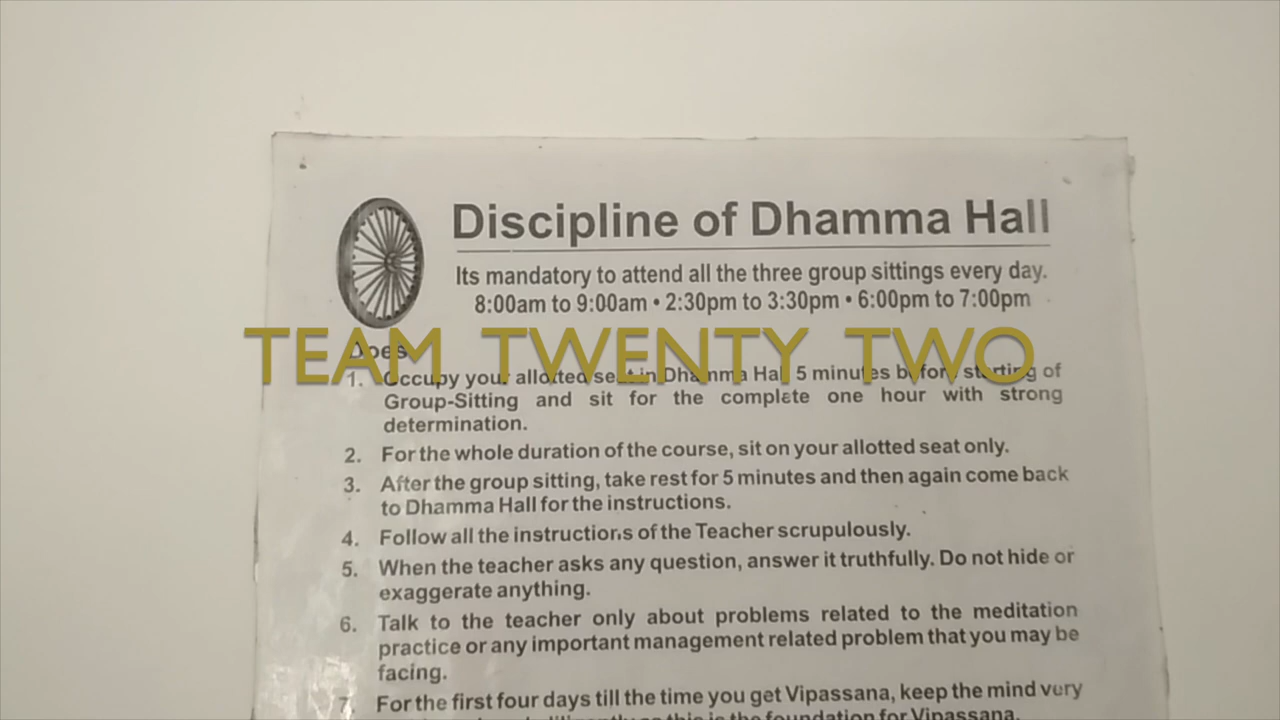 Discipline of Dhamma Hall
Its mandatory to attend all the three group sittings every day.
8:00am to 9:00am • 2:30pm to 3:30pm • 6:00pm to 7:00pm
TEAM TWENTY TWO
Does
1. Occupy your allotted seat in Dhamma Hall 5 minutes before starting of
Group-Sitting and sit for the complete one hour with strong
determination.
2. For the whole duration of the course, sit on your allotted seat only.
3. After the group sitting, take rest for 5 minutes and then again come back
to Dhamma Hall for the instructions.
4. Follow all the instructions of the Teacher scrupulously.
5. When the teacher asks any question, answer it truthfully. Do not hide or
exaggerate anything.
6. Talk to the teacher only about problems related to the meditation
practice or any important management related problem that you may be
facing.
7. For the first four days till the time you get Vipassana, keep the mind very
as this is the foundation for Vipassana.